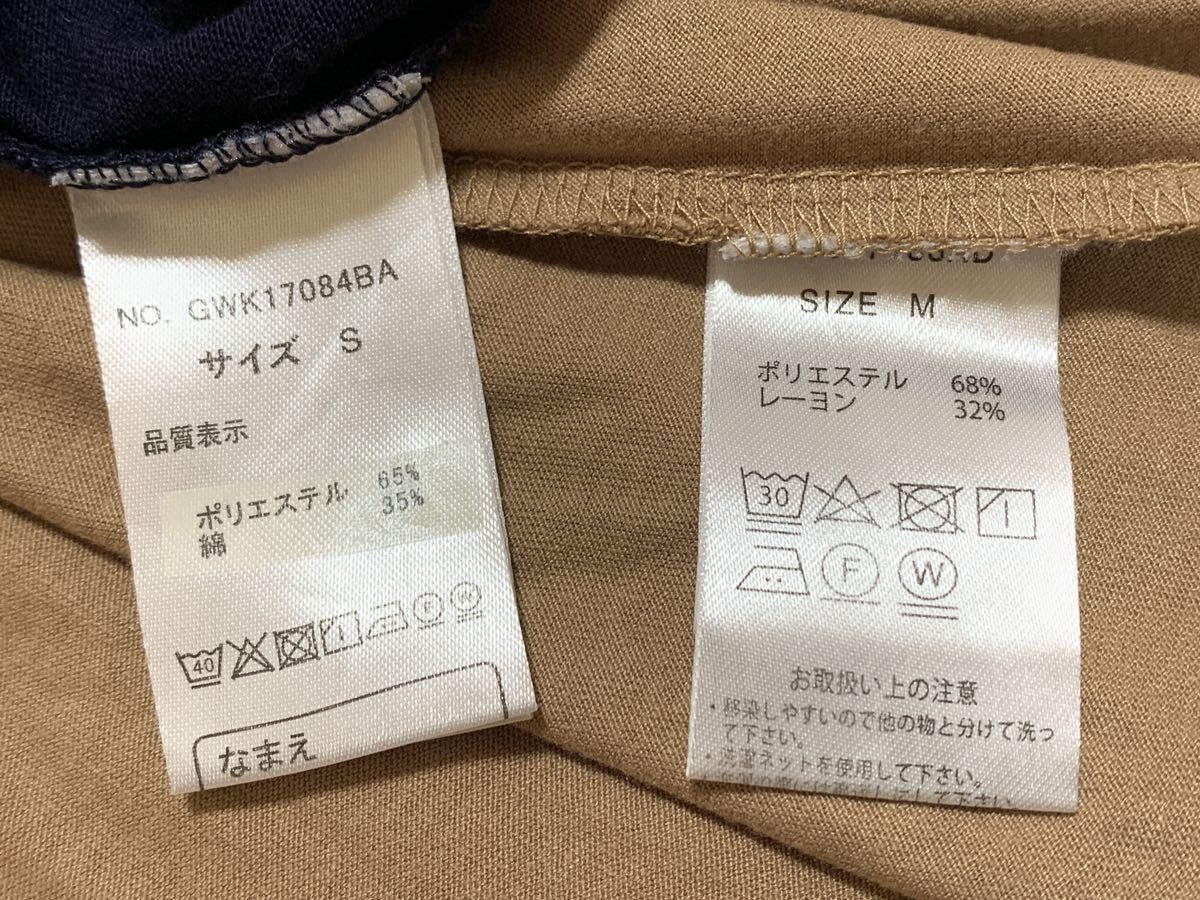 NO. GWK17084BA
サイズ S
品質表示
ポリエステル 65%
綿 35%
40
なまえ
SIZE M
ポリエステル 68%
レーヨン 32%
30
F W
お取扱い上の注意
・移染しやすいので他の物と分けて洗っ
て下さい。
・洗濯ネットを使用して下さい。